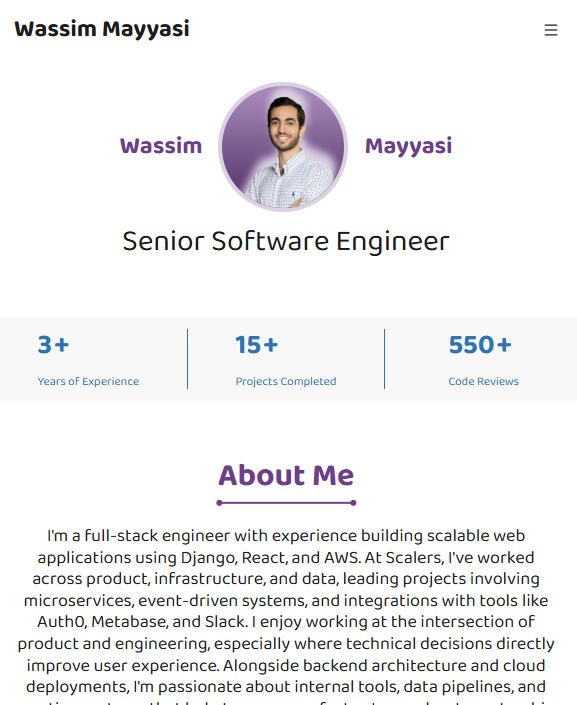 Wassim Mayyasi
Wassim
Mayyasi
Senior Software Engineer
3+
15+
550+
Years of Experience
Projects Completed
Code Reviews
About Me
I'm a full-stack engineer with experience building scalable web
applications using Django, React, and AWS. At Scalers, I've worked
across product, infrastructure, and data, leading projects involving
microservices, event-driven systems, and integrations with tools like
Auth0, Metabase, and Slack. I enjoy working at the intersection of
product and engineering, especially where technical decisions directly
improve user experience. Alongside backend architecture and cloud
deployments, I'm passionate about internal tools, data pipelines, and